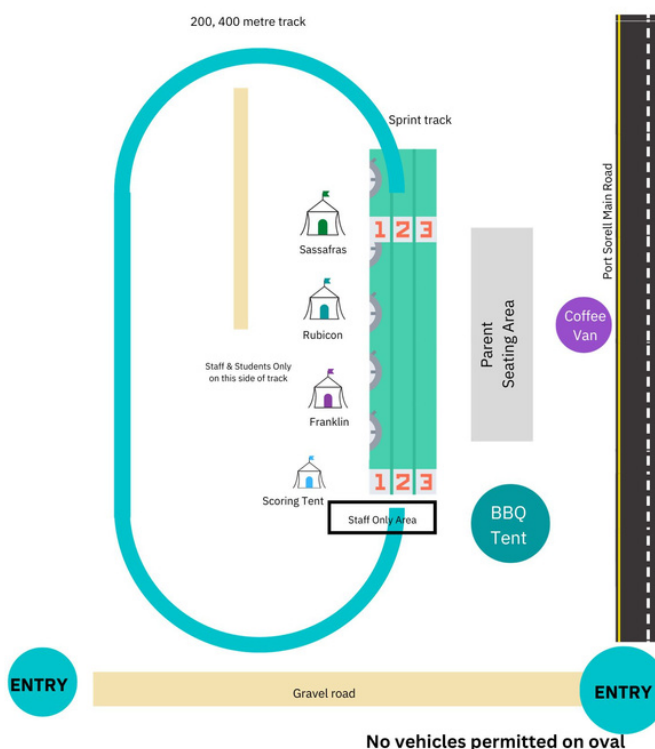 200, 400 metre track
Sprint track
Port Sorell Main Road
1 2 3
Sassafras
Coffee
Van
Rubicon
Parent
Seating Area
Staff & Students Only
on this side of track
Franklin
1 2 3
Scoring Tent
Staff Only Area
BBQ
Tent
ENTRY
Gravel road
ENTRY
No vehicles permitted on oval